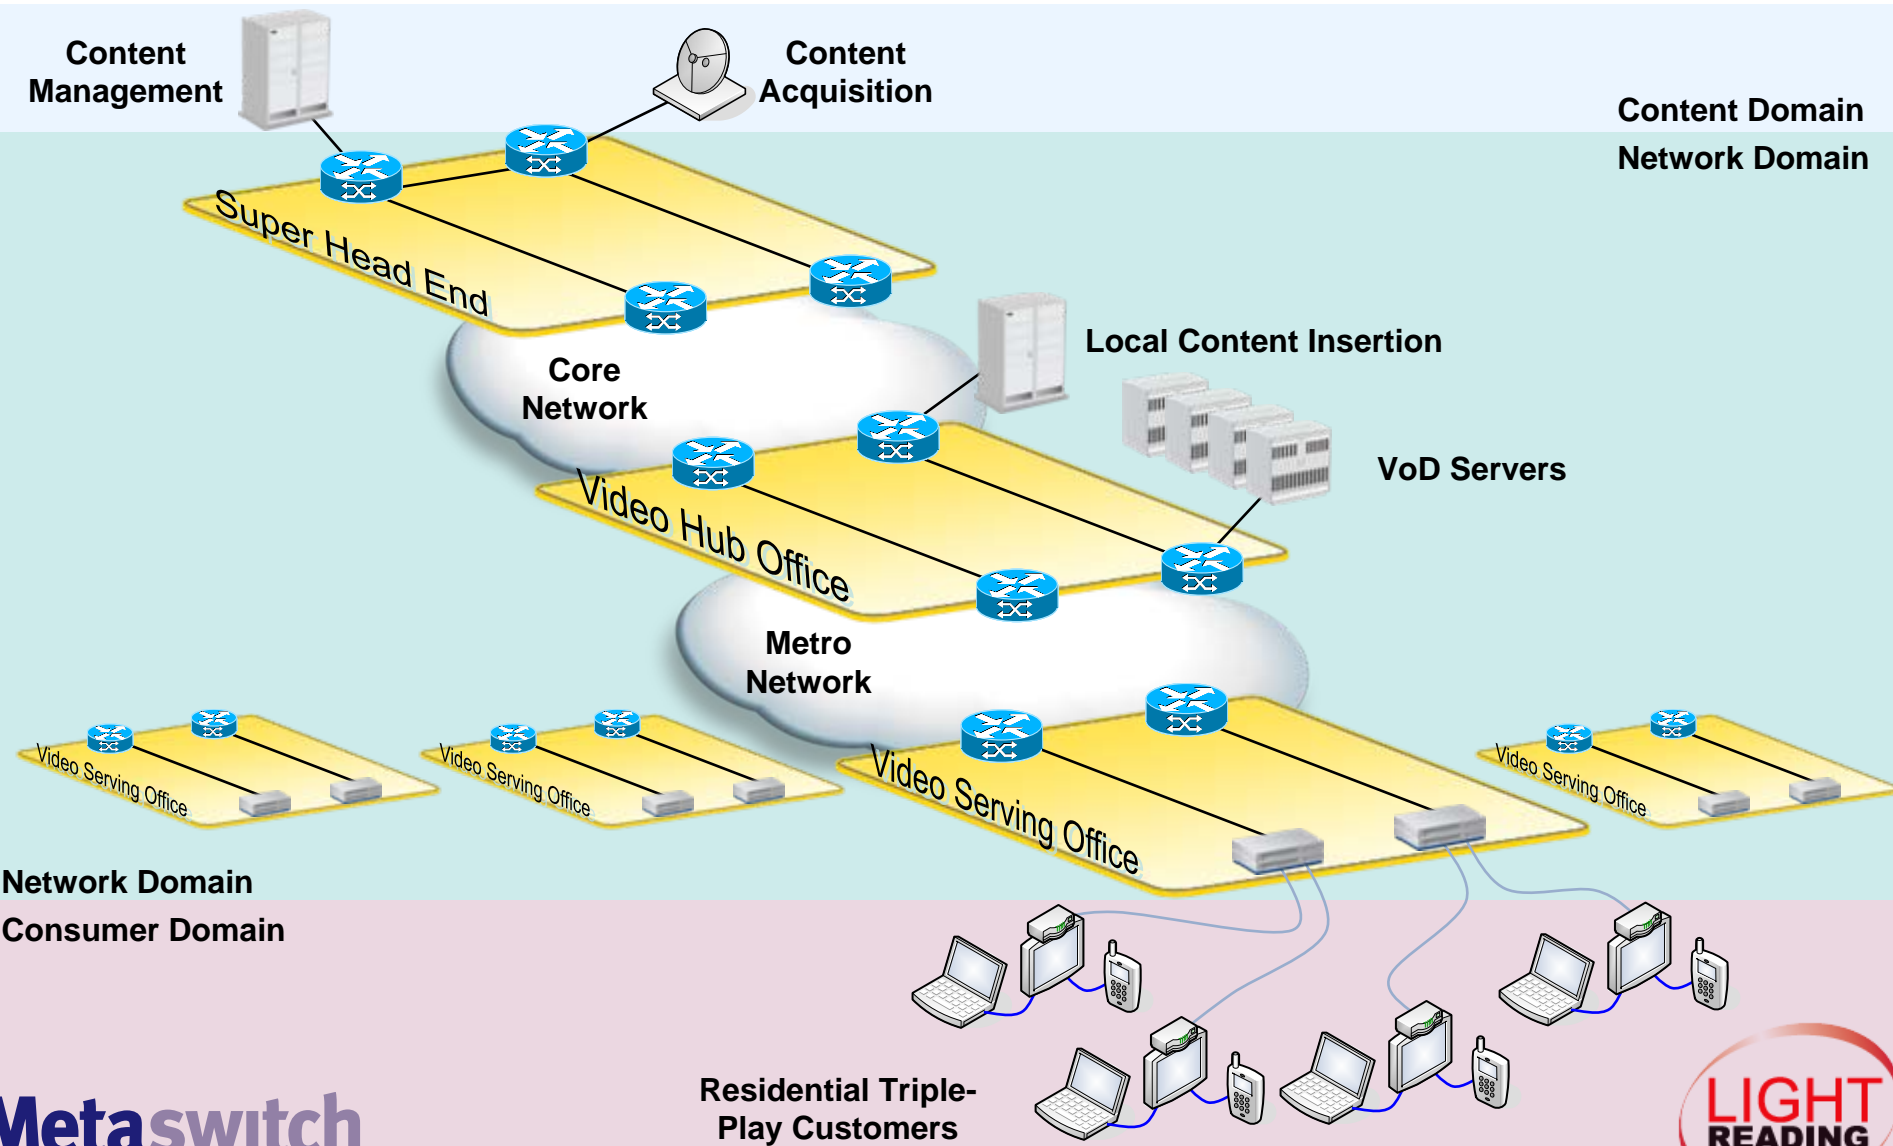 Content
Management
Content
Acquisition
Content Domain
Network Domain
Super Head End
Core
Network
Local Content Insertion
VoD Servers
Video Hub Office
Metro
Network
Video Serving Office
Video Serving Office
Video Serving Office
Video Serving Office
Network Domain
Consumer Domain
Residential Triple-
Play Customers
Metaswitch
LIGHT
READING